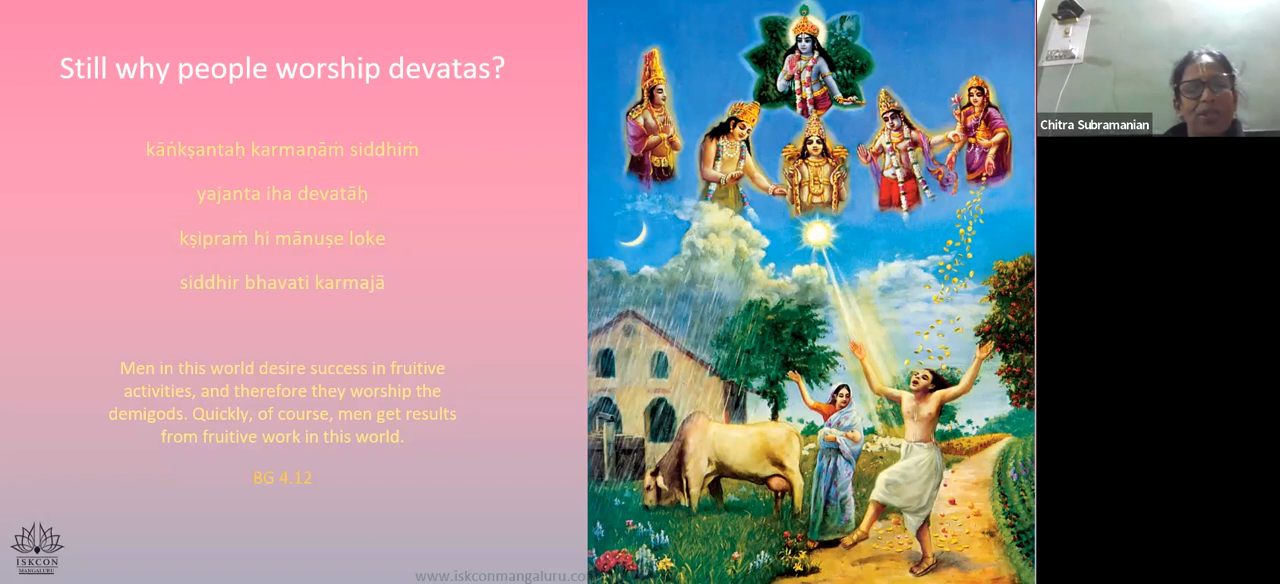 Still why people worship devatas?
kāṅkṣantaḥ karmaṇāṁ siddhiṁ
yajanta iha devatāḥ
kṣipraṁ hi mānuṣe loke
siddhir bhavati karmajā
Men in this world desire success in fruitive
activities, and therefore they worship the
demigods. Quickly, of course, men get results
from fruitive work in this world.
BG 4.12
ISKCON
MANGALURU
www.iskconmangaluru.co
Chitra Subramanian